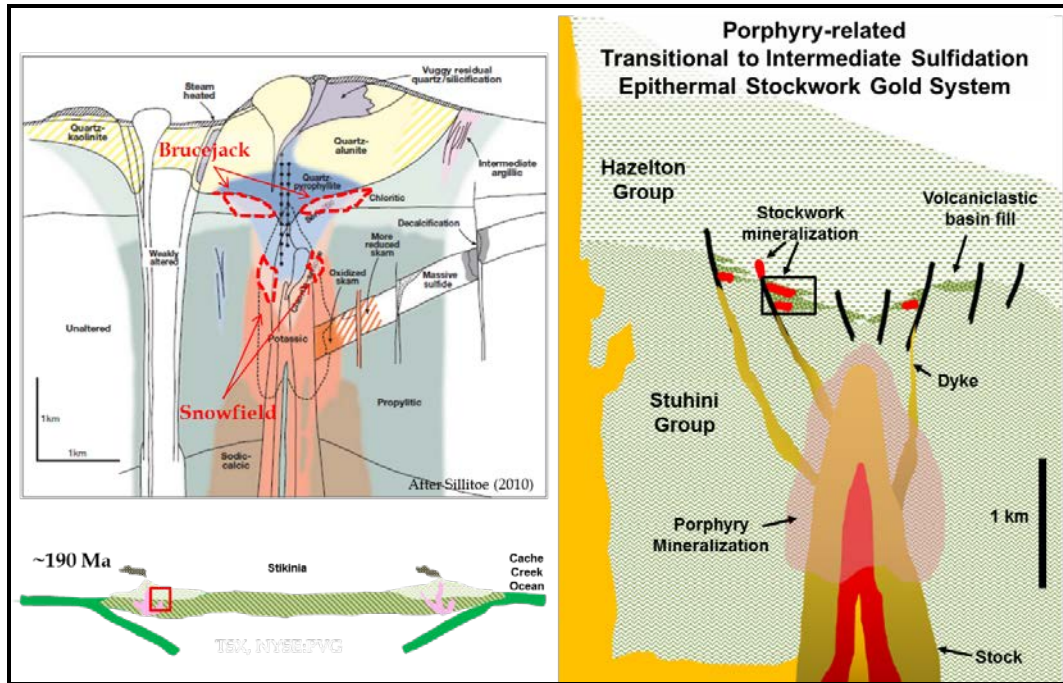 Vuggy residual
quartz/silicification
Steam
heated
Quartz-
kaolinite
Quartz-
alunite
Brucejack
Intermediate
argillic
Quartz-
pyrophyllite
Chloritic
Decalcification
More
reduced
skarn
Weakly
altered
Oxidized
skarn
Massive
sulfide
Unaltered
Potassic
Snowfield
Propylitic
1km
1km
Sodic-
calcic
After Sillitoe (2010)
~190 Ma
Stikinia
Cache
Creek
Ocean
TSX, NYSE:PVG
Porphyry-related
Transitional to Intermediate Sulfidation
Epithermal Stockwork Gold System
Hazelton
Group
Stockwork
mineralization
Volcaniclastic
basin fill
Dyke
Stuhini
Group
Porphyry
Mineralization
1 km
Stock